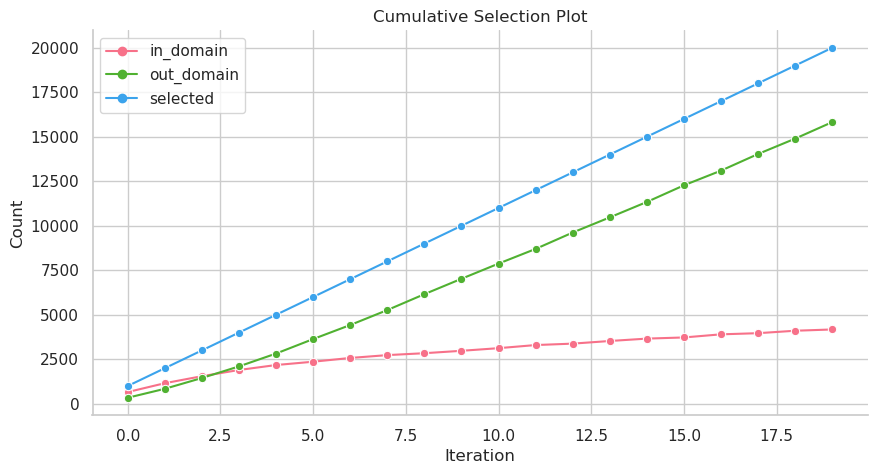 Cumulative Selection Plot
in_domain
out_domain
selected
20000
17500
15000
12500
10000
7500
5000
2500
0
Count
0.0 2.5 5.0 7.5 10.0 12.5 15.0 17.5
Iteration